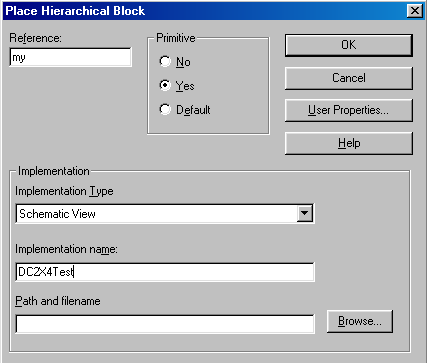 Place Hierarchical Block
Reference:
my
Primitive
No
Yes
Default
OK
Cancel
User Properties...
Help
Implementation
Implementation Type
Schematic View
Implementation name:
DC2X4Test
Path and filename
Browse...